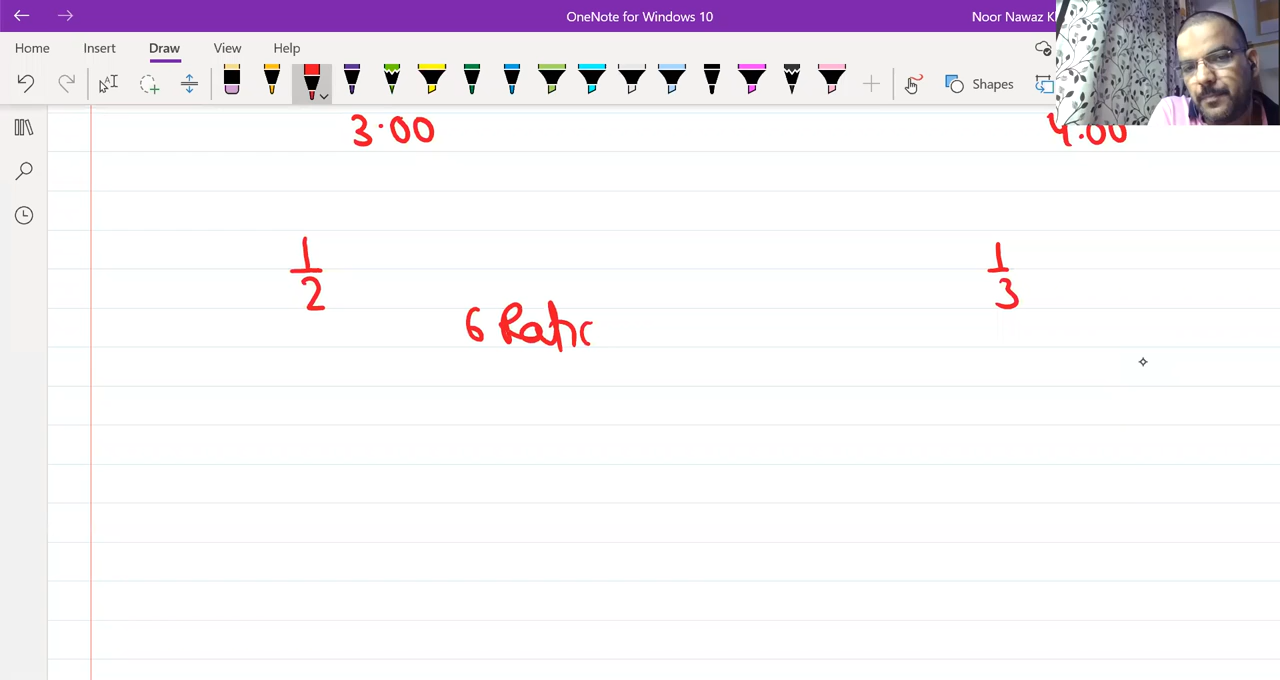 OneNote for Windows 10
Noor Nawaz K
Home Insert Draw View Help
Shapes
3.00 4.00
1/2 1/3
6 Ratio